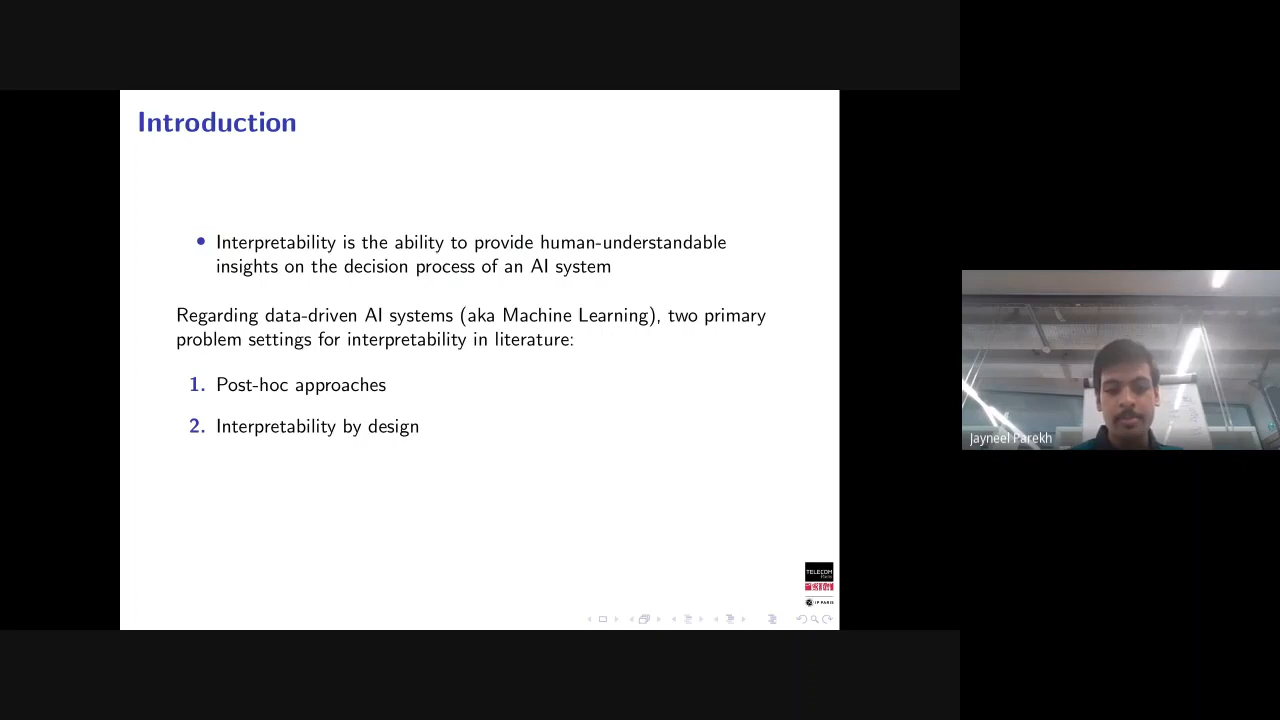 Introduction
• Interpretability is the ability to provide human-understandable
insights on the decision process of an AI system
Regarding data-driven AI systems (aka Machine Learning), two primary
problem settings for interpretability in literature:
1. Post-hoc approaches
2. Interpretability by design
Jayneel Parekh
TELECOM
Paris
IP PARIS